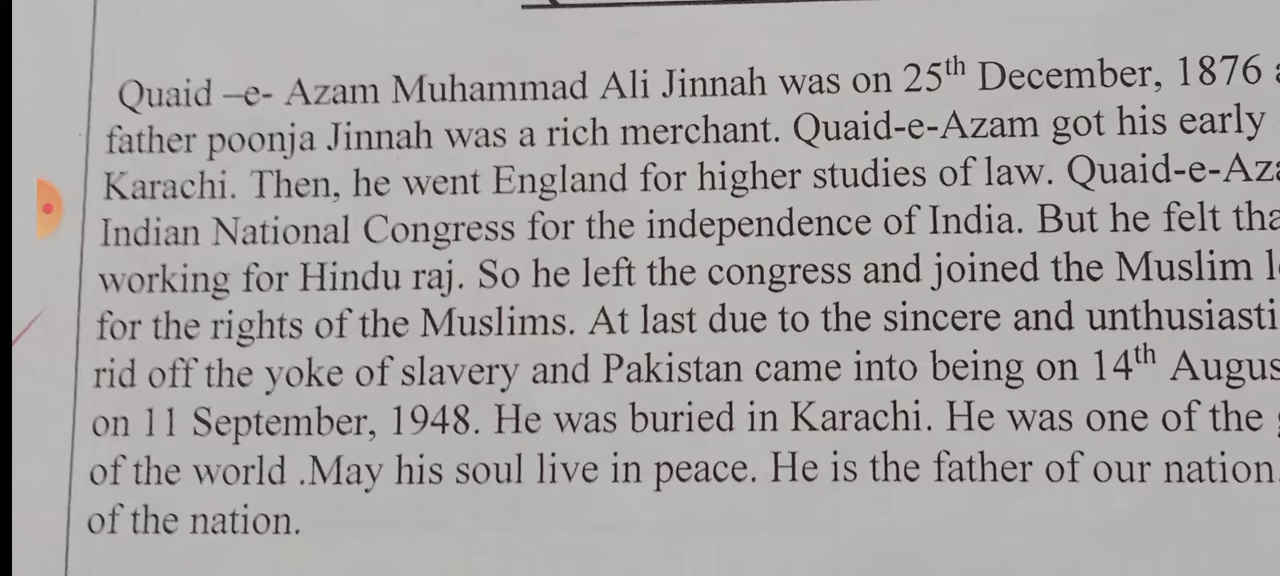 Quaid –e- Azam Muhammad Ali Jinnah was on 25th December, 1876
father poonja Jinnah was a rich merchant. Quaid-e-Azam got his early
Karachi. Then, he went England for higher studies of law. Quaid-e-Aza
Indian National Congress for the independence of India. But he felt tha
working for Hindu raj. So he left the congress and joined the Muslim l
for the rights of the Muslims. At last due to the sincere and unthusiasti
rid off the yoke of slavery and Pakistan came into being on 14th Augus
on 11 September, 1948. He was buried in Karachi. He was one of the
of the world .May his soul live in peace. He is the father of our nation.
of the nation.